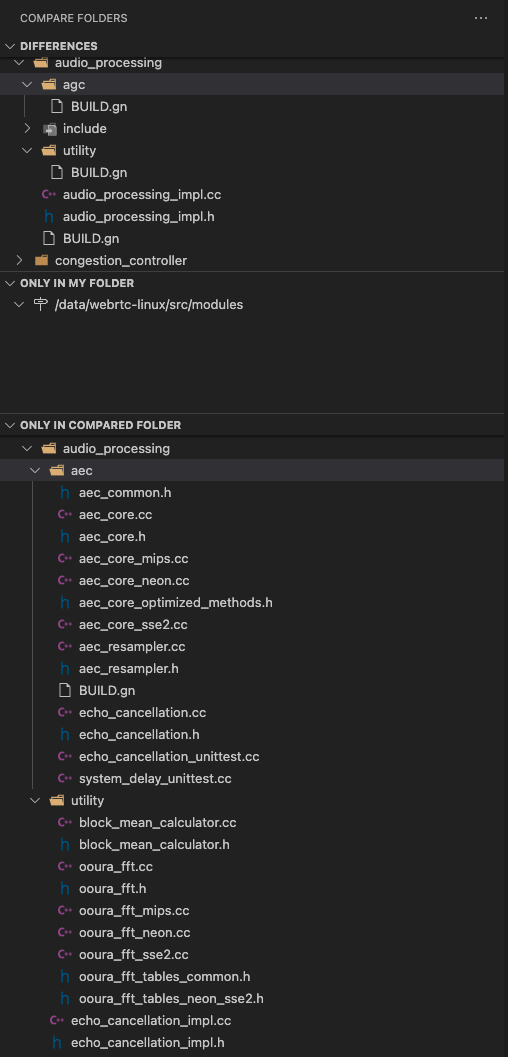 COMPARE FOLDERS
DIFFERENCES
audio_processing
agc
BUILD.gn
include
utility
BUILD.gn
C++ audio_processing_impl.cc
h audio_processing_impl.h
BUILD.gn
congestion_controller
ONLY IN MY FOLDER
/data/webrtc-linux/src/modules
ONLY IN COMPARED FOLDER
audio_processing
aec
h aec_common.h
C++ aec_core.cc
h aec_core.h
C++ aec_core_mips.cc
C++ aec_core_neon.cc
h aec_core_optimized_methods.h
C++ aec_core_sse2.cc
C++ aec_resampler.cc
h aec_resampler.h
BUILD.gn
C++ echo_cancellation.cc
h echo_cancellation.h
C++ echo_cancellation_unittest.cc
C++ system_delay_unittest.cc
utility
C++ block_mean_calculator.cc
h block_mean_calculator.h
C++ ooura_fft.cc
h ooura_fft.h
C++ ooura_fft_mips.cc
C++ ooura_fft_neon.cc
C++ ooura_fft_sse2.cc
h ooura_fft_tables_common.h
h ooura_fft_tables_neon_sse2.h
C++ echo_cancellation_impl.cc
h echo_cancellation_impl.h